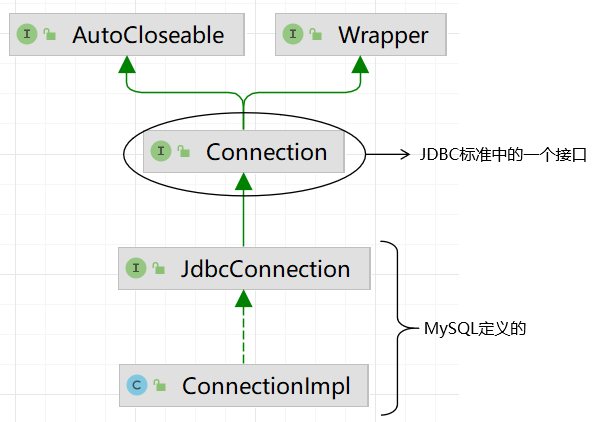 I AutoCloseable
I Wrapper
I Connection
JDBC标准中的一个接口
I JdbcConnection
MySQL定义的
C ConnectionImpl